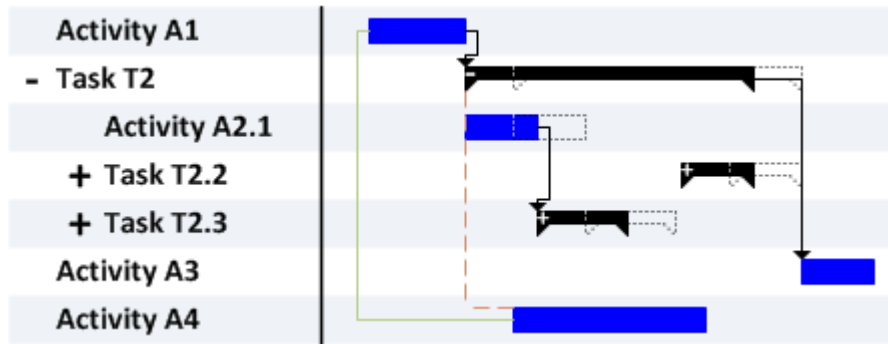 Activity A1
- Task T2
Activity A2.1
+ Task T2.2
+ Task T2.3
Activity A3
Activity A4